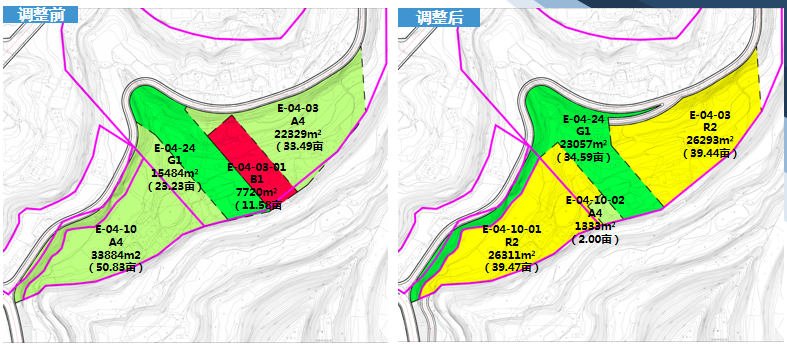 调整前
E-04-03
A4
22329m²
（33.49亩
E-04-24
G1
15484m²
（23.23亩）
E-04-03-01
B1
7720m²
（11.58亩
E-04-10
A4
33884m2
（50.83亩）
调整后
E-04-24
G1
23057m²
（34.59亩）
E-04-03
R2
26293m²
（39.44亩）
E-04-10-02
A4
1333m²
（2.00亩）
E-04-10-01
R2
26311m²
（39.47亩）